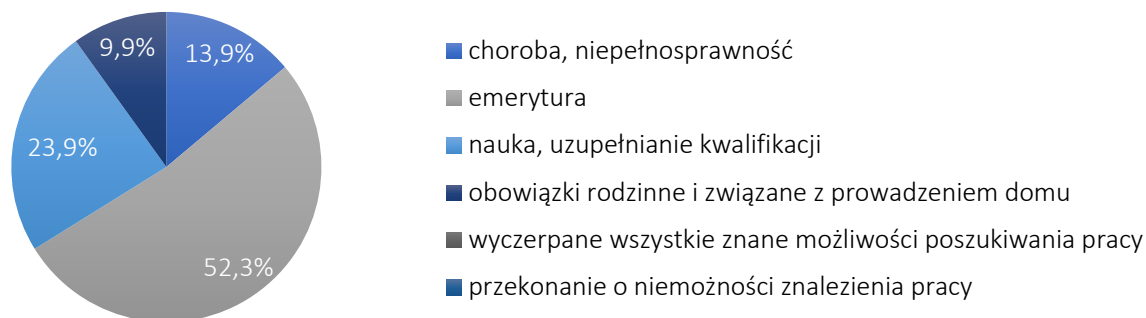 9,9%
13,9%
23,9%
52,3%
choroba, niepełnosprawność
emerytura
nauka, uzupełnianie kwalifikacji
obowiązki rodzinne i związane z prowadzeniem domu
wyczerpane wszystkie znane możliwości poszukiwania pracy
przekonanie o niemożności znalezienia pracy